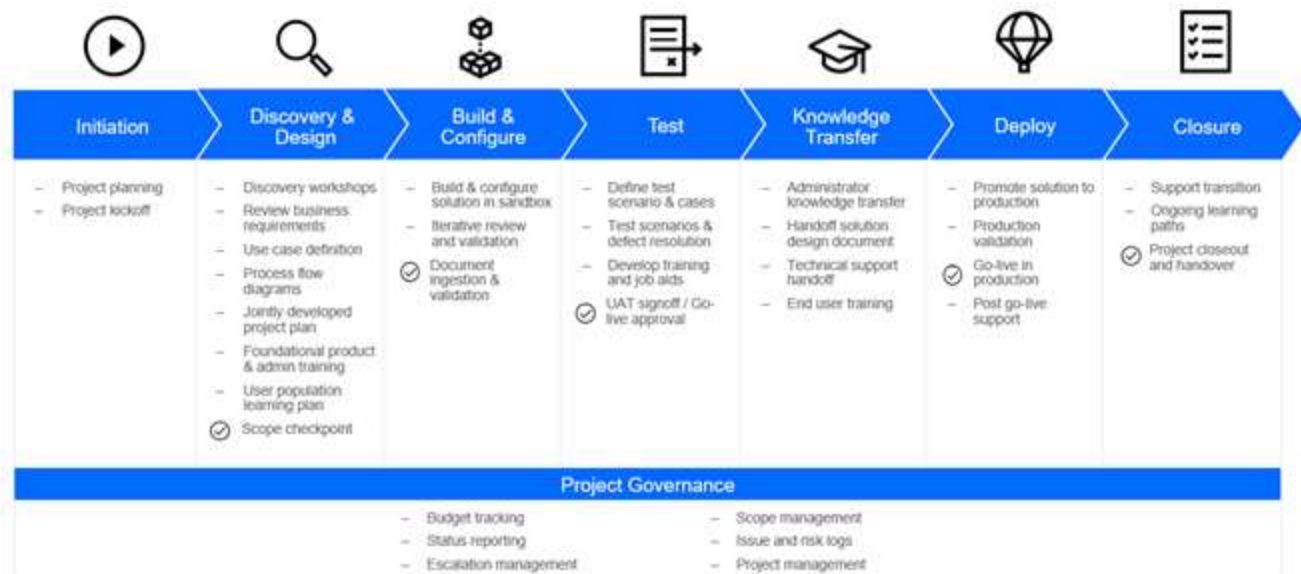 Initiation
Discovery &
Design
Build &
Configure
Test
Knowledge
Transfer
Deploy
Closure
– Project planning
– Project kickoff
– Discovery workshops
– Review business
requirements
– Use case definition
– Process flow
diagrams
– Jointly developed
project plan
– Foundational product
& admin training
– User population
learning plan
Scope checkpoint
– Build & configure
solution in sandbox
– Iterative review
and validation
Document
ingestion &
validation
– Define test
scenario & cases
– Test scenarios &
defect resolution
– Develop training
and job aids
UAT signoff / Go-
live approval
– Administrator
knowledge transfer
– Handoff solution
design document
– Technical support
handoff
– End user training
– Promote solution to
production
– Production
validation
Go-live in
production
– Post go-live
support
– Support transition
– Ongoing learning
paths
Project closeout
and handover
Project Governance
– Budget tracking
– Status reporting
– Escalation management
– Scope management
– Issue and risk logs
– Project management